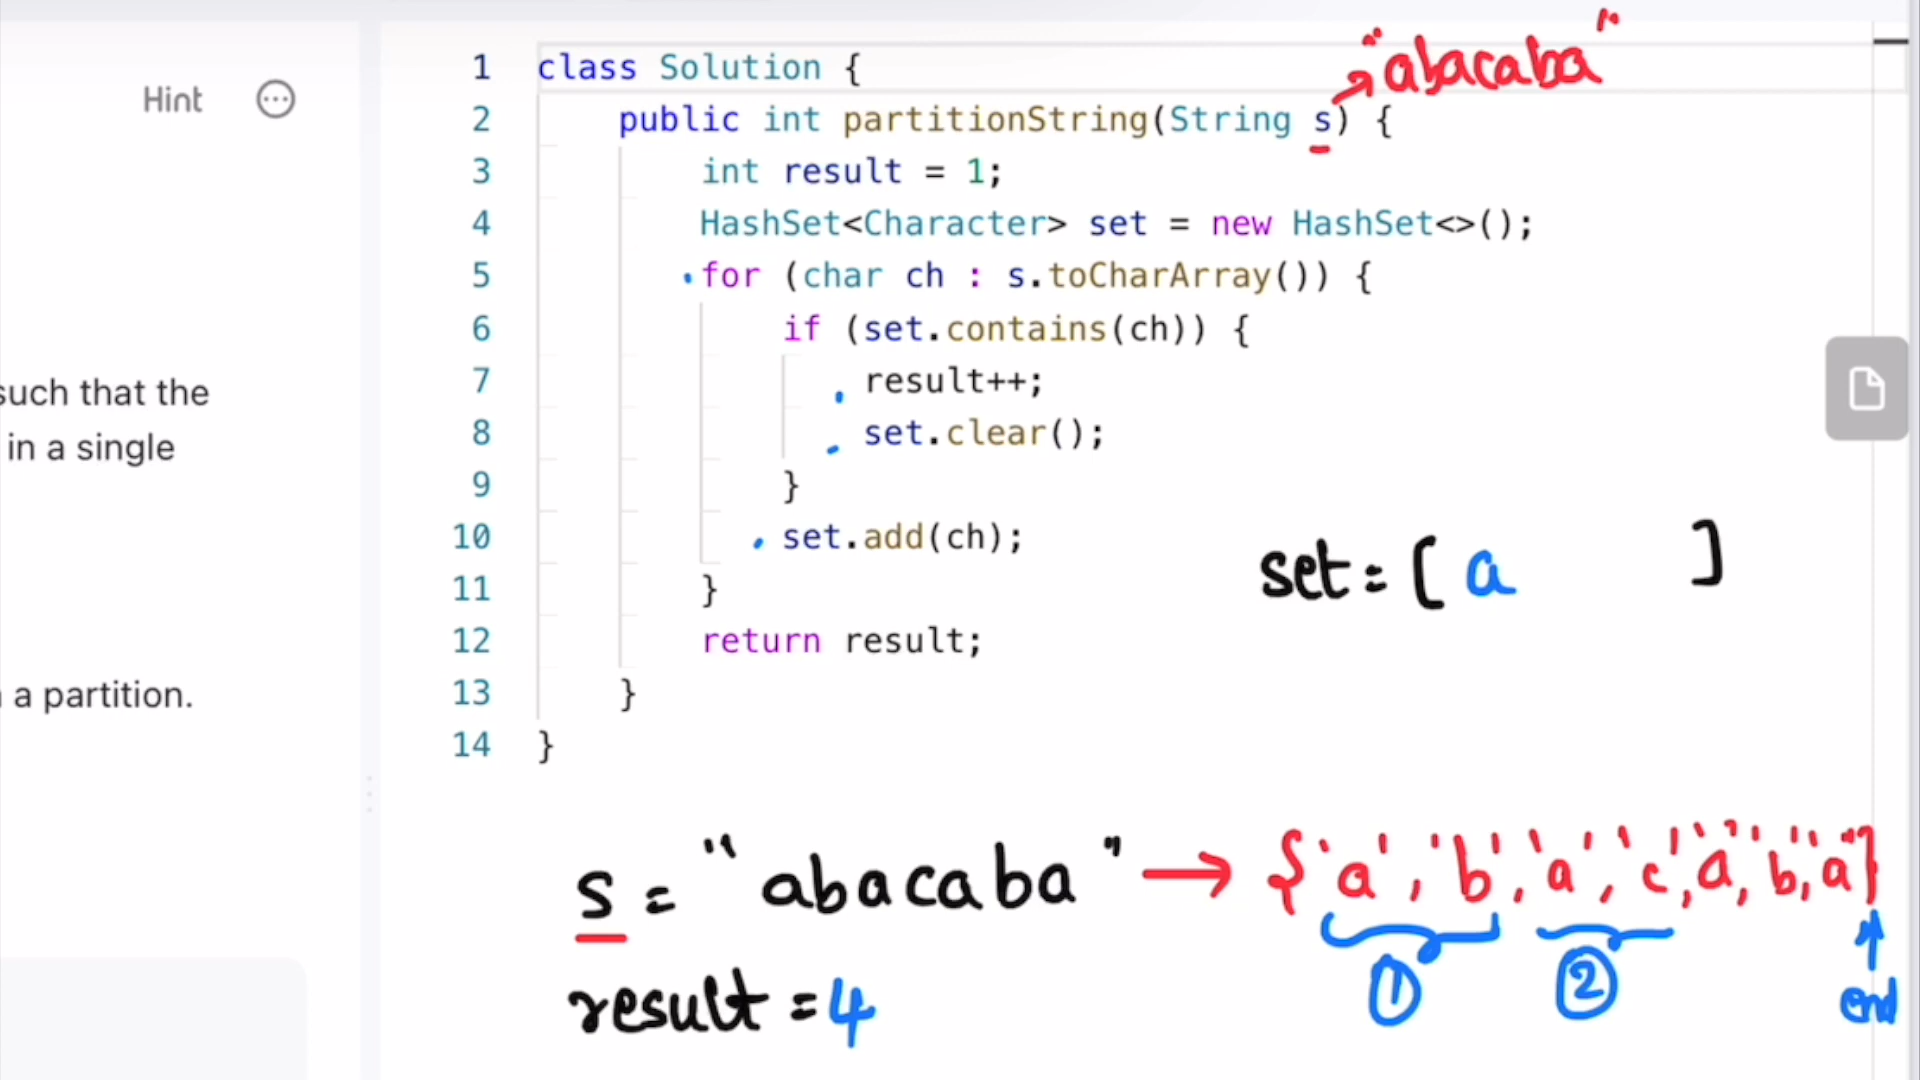 Hint
such that the
in a single
a partition.
"abacaba"
1 class Solution {
2 public int partitionString(String s) {
3 int result = 1;
4 HashSet<Character> set = new HashSet<>();
5 for (char ch : s.toCharArray()) {
6 if (set.contains(ch)) {
7 result++;
8 set.clear();
9 }
10 set.add(ch);
11 }
12 return result;
13 }
14 }
set = [ a ]
s = "abacaba" → {'a', 'b', 'a', 'c', 'a', 'b', 'a'}
1 2 end
result = 4